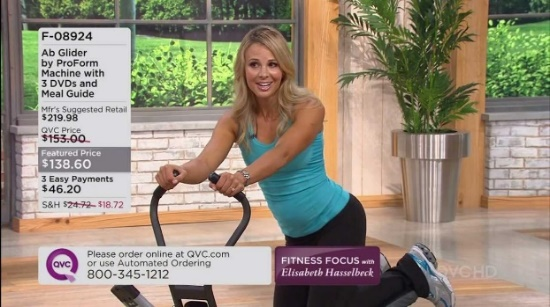 F-08924
Ab Glider
by ProForm
Machine with
3 DVDs and
Meal Guide
Mfr's Suggested Retail
$219.98
QVC Price
$153.00
Featured Price
$138.60
3 Easy Payments
$46.20
S&H $24.72 $18.72
QVC
Please order online at QVC.com
or use Automated Ordering
800-345-1212
FITNESS FOCUS with
Elisabeth Hasselbeck
QVCHD